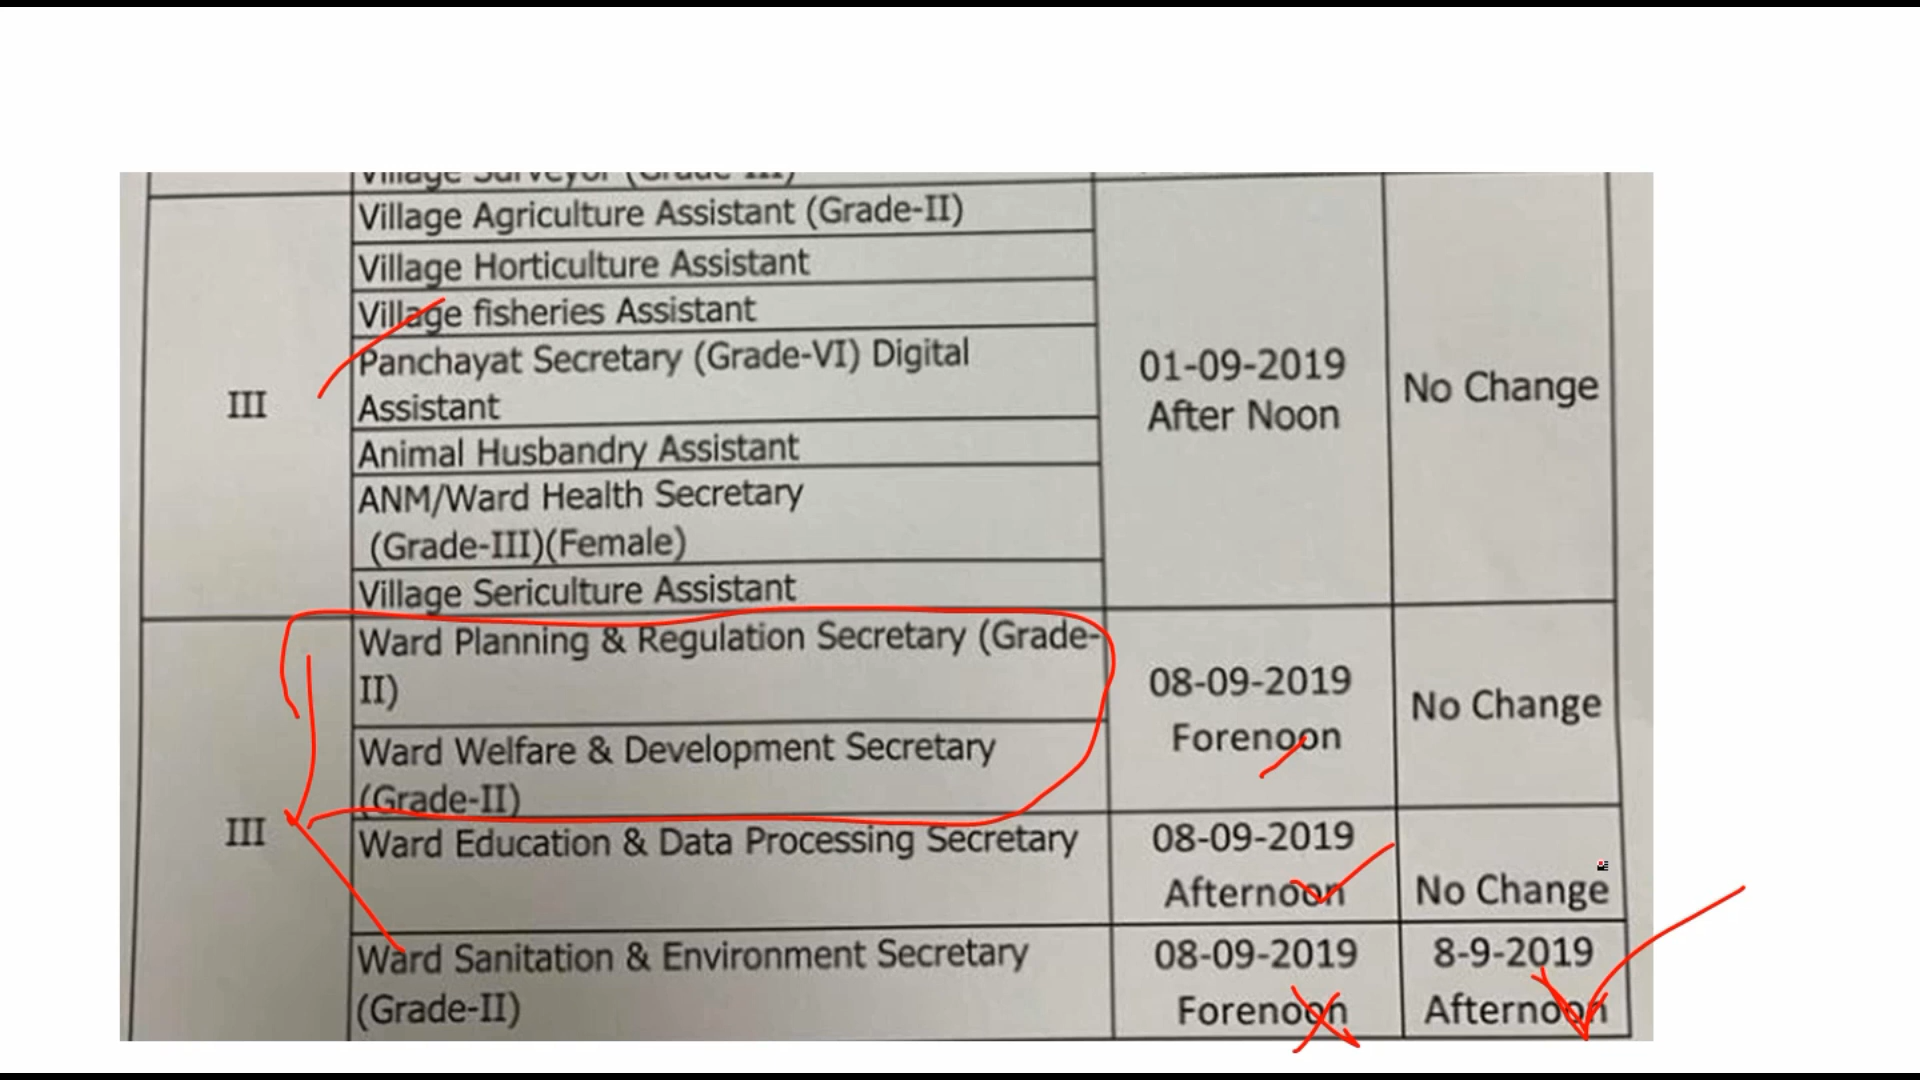 Village Surveyor (Grade-III)
Village Agriculture Assistant (Grade-II)
Village Horticulture Assistant
Village fisheries Assistant
Panchayat Secretary (Grade-VI) Digital
Assistant
Animal Husbandry Assistant
ANM/Ward Health Secretary
(Grade-III)(Female)
Village Sericulture Assistant
III
01-09-2019
After Noon
No Change
Ward Planning & Regulation Secretary (Grade-
II)
Ward Welfare & Development Secretary
(Grade-II)
08-09-2019
Forenoon
No Change
III
Ward Education & Data Processing Secretary
08-09-2019
Afternoon
No Change
Ward Sanitation & Environment Secretary
(Grade-II)
08-09-2019
Forenoon
8-9-2019
Afternoon